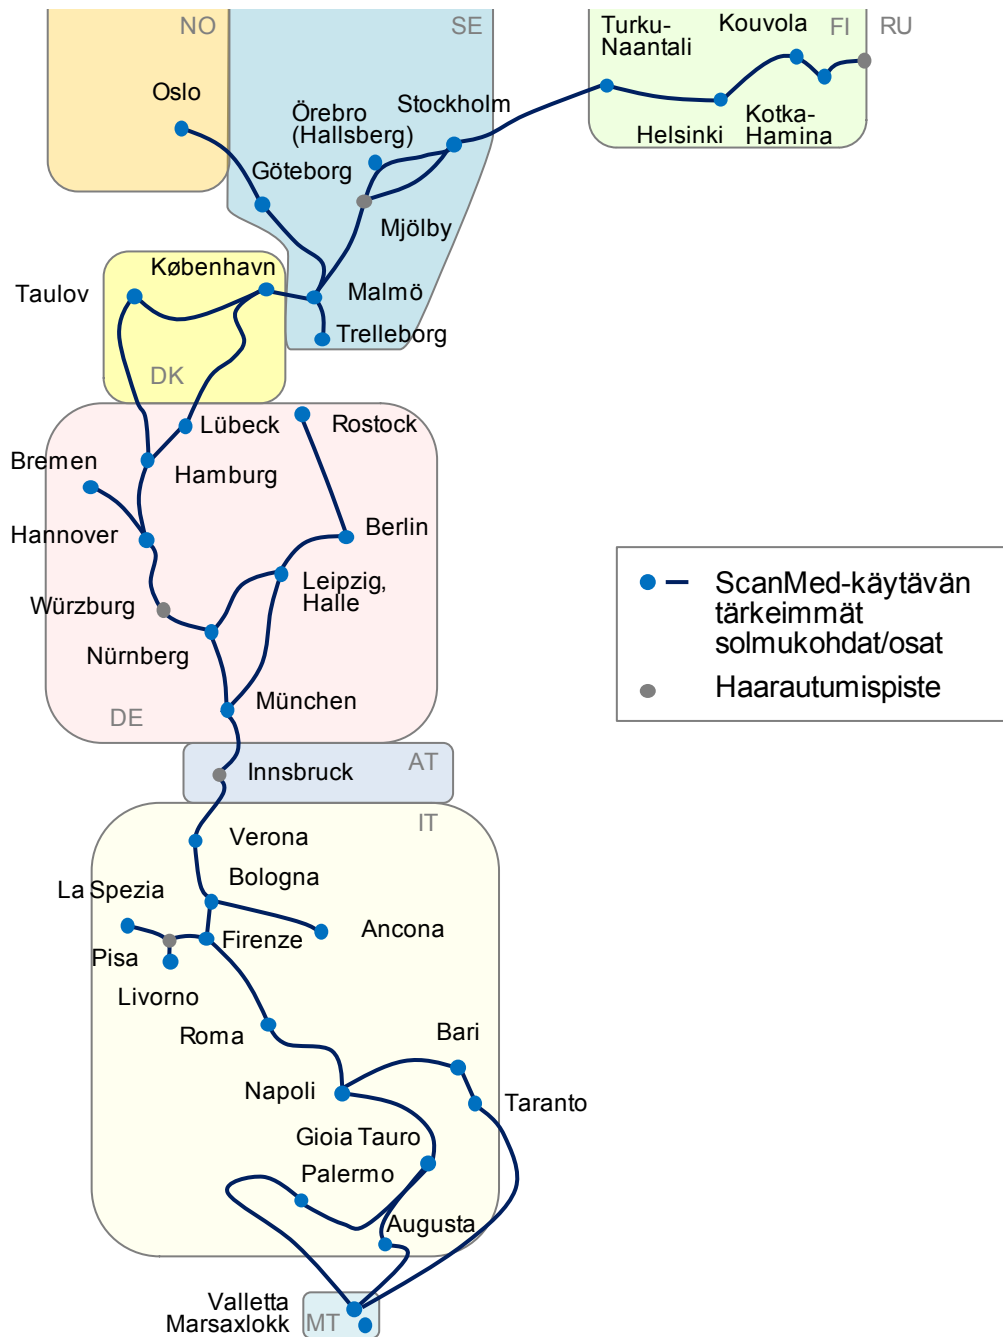 NO
SE
Turku-
Naantali
Kouvola
FI
RU
Oslo
Örebro
(Hallsberg)
Stockholm
Helsinki
Kotka-
Hamina
Göteborg
Mjölby
København
Taulov
Malmö
Trelleborg
DK
Lübeck
Rostock
Bremen
Hamburg
Hannover
Berlin
Leipzig,
Halle
Würzburg
Nürnberg
München
DE
ScanMed-käytävän
tärkeimmät
solmukohdat/osat
Haarautumispiste
AT
Innsbruck
IT
Verona
Bologna
La Spezia
Firenze
Ancona
Pisa
Livorno
Roma
Bari
Napoli
Taranto
Gioia Tauro
Palermo
Augusta
Valletta
Marsaxlokk
MT